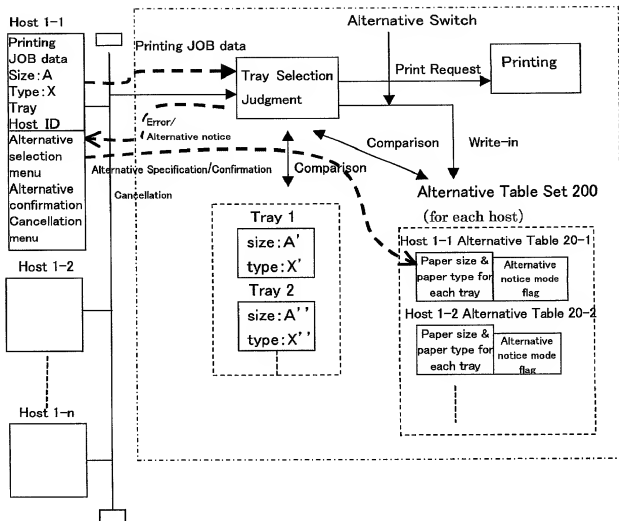 Host 1-1
Printing
JOB data
Size:A
Type:X
Tray
Host ID
Alternative
selection
menu
Alternative
confirmation
Cancellation
menu
Host 1-2
Host 1-n
Printing JOB data
Error/
Alternative notice
Alternative Specification/Confirmation
Cancellation
Alternative Switch
Tray Selection
Judgment
Print Request
Printing
Comparison
Comparison
Write-in
Tray 1
size:A'
type:X'
Tray 2
size:A''
type:X''
Alternative Table Set 200
(for each host)
Host 1-1 Alternative Table 20-1
Paper size &
paper type for
each tray
Alternative
notice mode
flag
Host 1-2 Alternative Table 20-2
Paper size &
paper type for
each tray
Alternative
notice mode
flag